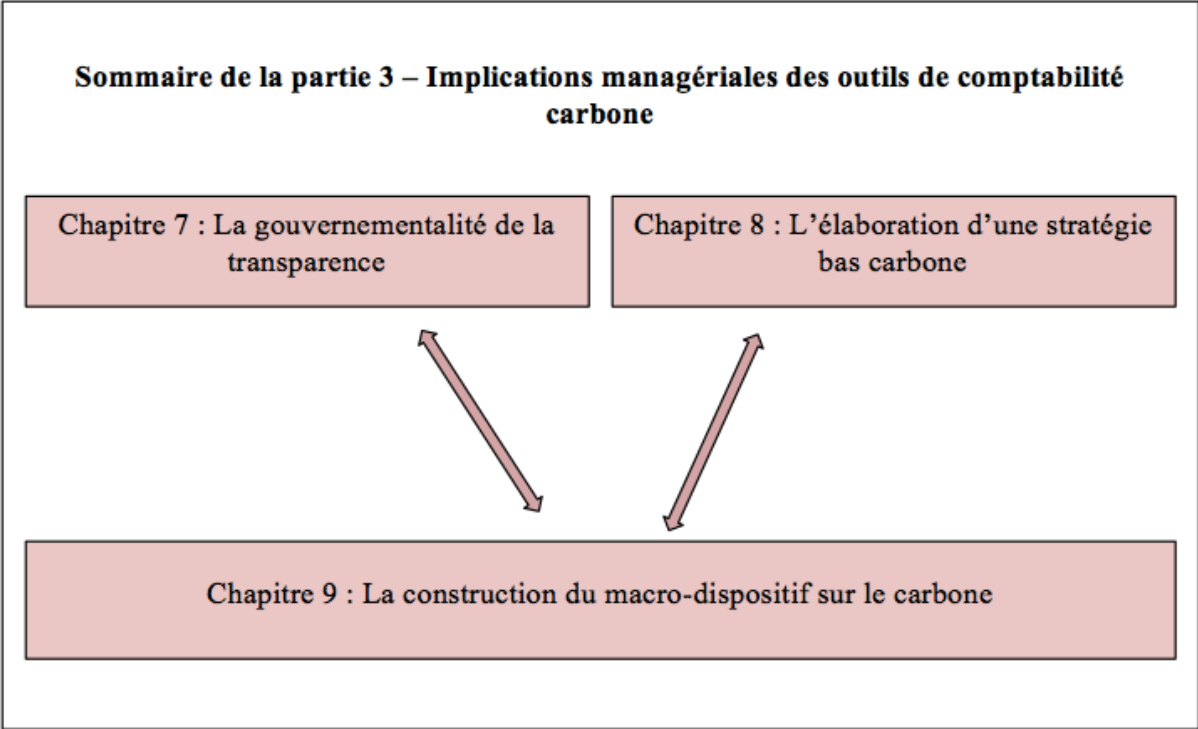 Sommaire de la partie 3 – Implications managériales des outils de comptabilité
carbone
Chapitre 7 : La gouvernementalité de la
transparence
Chapitre 8 : L’élaboration d’une stratégie
bas carbone
Chapitre 9 : La construction du macro-dispositif sur le carbone